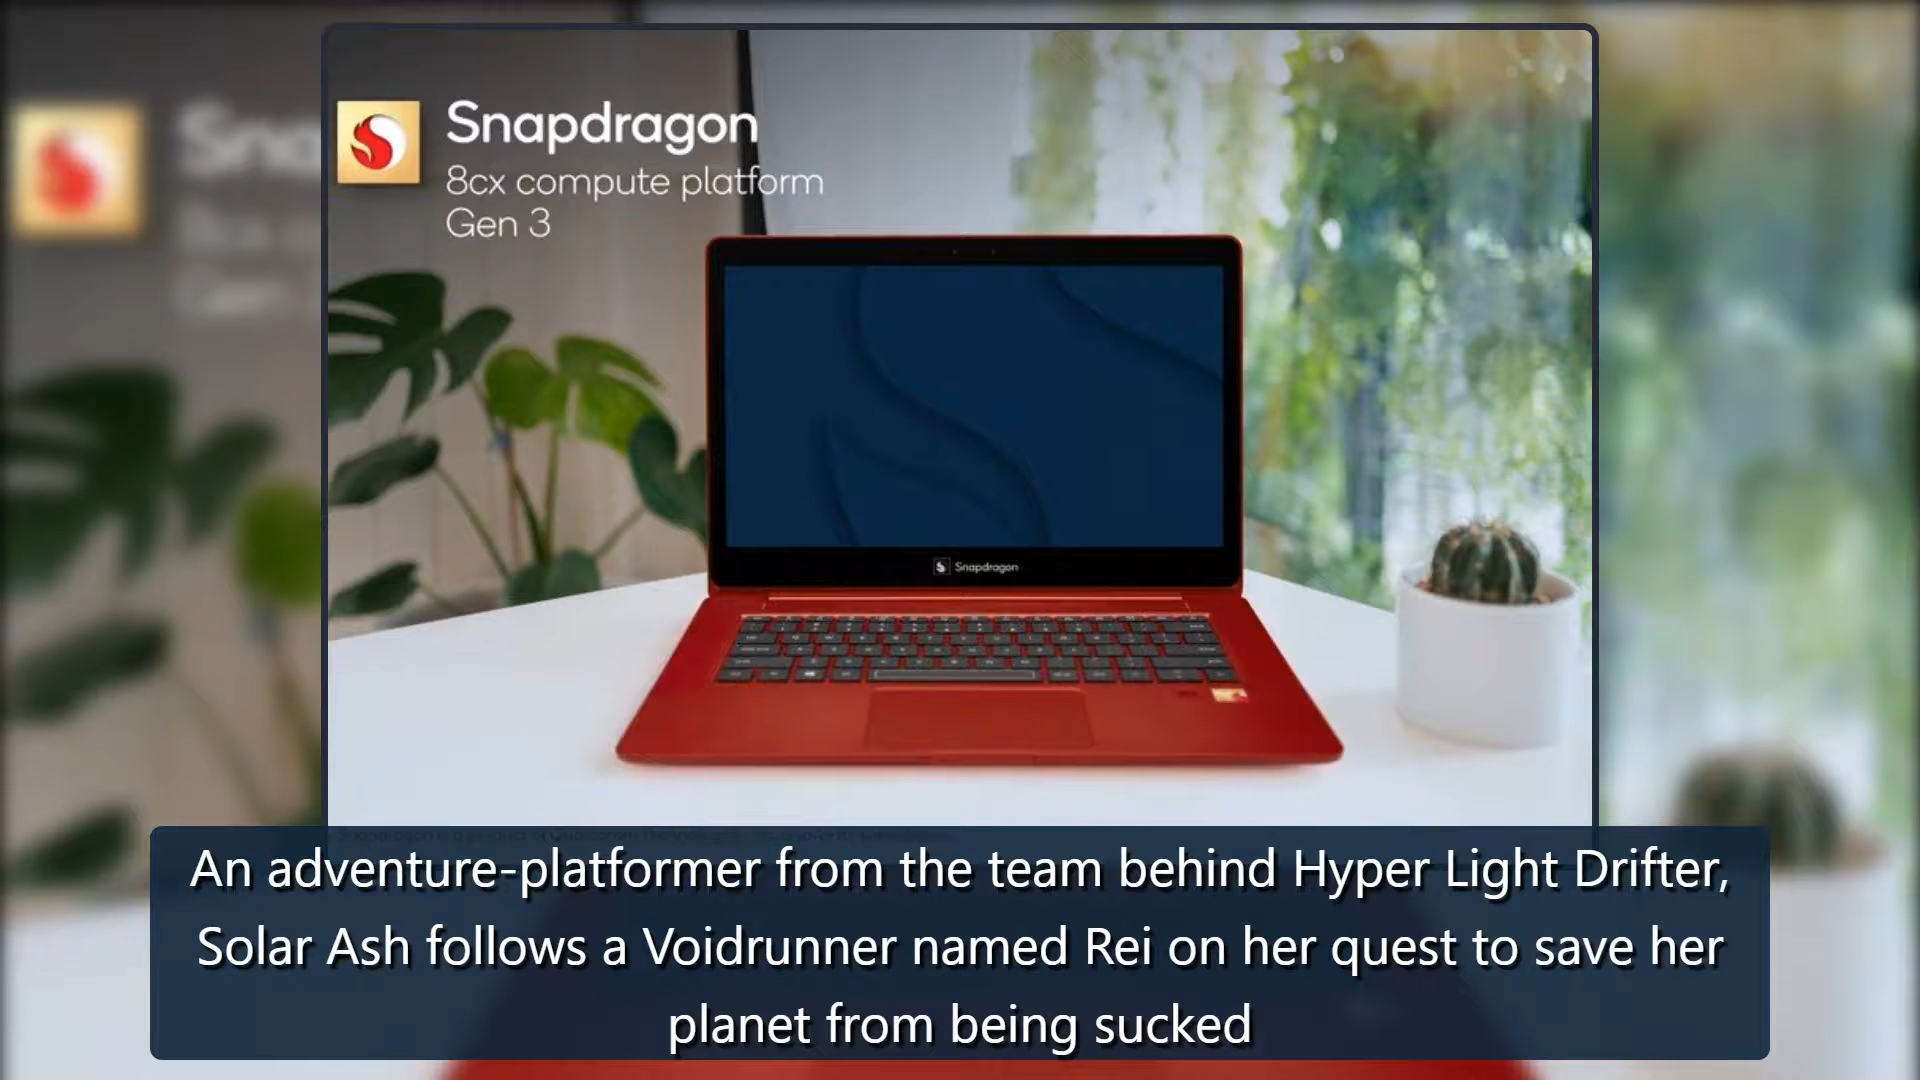 Snapdragon
8cx compute platform
Gen 3
Snapdragon
An adventure-platformer from the team behind Hyper Light Drifter,
Solar Ash follows a Voidrunner named Rei on her quest to save her
planet from being sucked